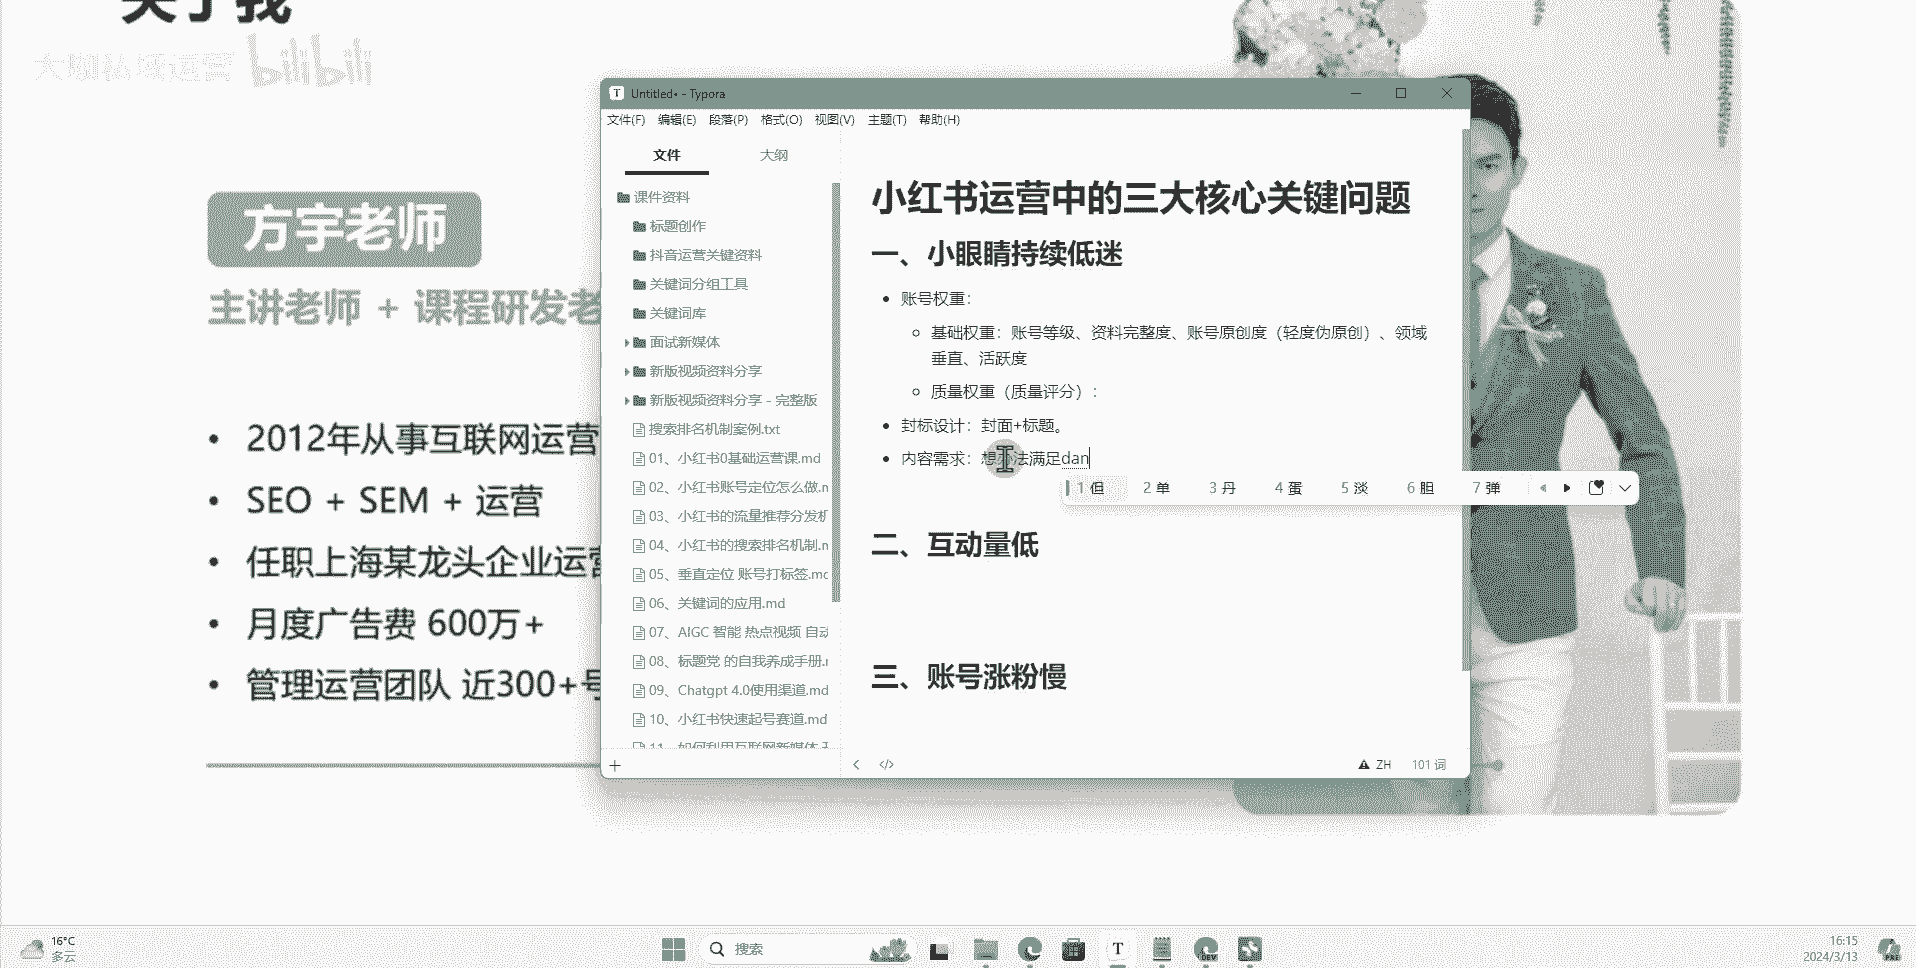 关于我
大咖私域运营 bilibili
方宇老师
主讲老师 + 课程研发老
• 2012年从事互联网运营
• SEO + SEM + 运营
• 任职上海某龙头企业运营
• 月度广告费 600万+
• 管理运营团队 近300+号
Untitled• - Typora
文件(F) 编辑(E) 段落(P) 格式(O) 视图(V) 主题(T) 帮助(H)
文件 大纲
课件资料
标题创作
抖音运营关键资料
关键词分组工具
关键词库
面试新媒体
新版视频资料分享
新版视频资料分享 - 完整版
搜索排名机制案例.txt
01、小红书0基础运营课.md
02、小红书账号定位怎么做.m
03、小红书的流量推荐分发机
04、小红书的搜索排名机制.m
05、垂直定位 账号打标签.md
06、关键词的应用.md
07、AIGC 智能 热点视频 自动
08、标题党 的自我养成手册.m
09、Chatgpt 4.0使用渠道.md
10、小红书快速起号赛道.md
11、如何利用互联网新媒体
小红书运营中的三大核心关键问题
一、小眼睛持续低迷
• 账号权重：
◦ 基础权重：账号等级、资料完整度、账号原创度（轻度伪原创）、领域
垂直、活跃度
◦ 质量权重（质量评分）：
• 封标设计：封面+标题。
• 内容需求：想办法满足dan
1 但 2 单 3 丹 4 蛋 5 淡 6 胆 7 弹
二、互动量低
三、账号涨粉慢
ZH 101 词
16°C
多云
搜索
T
DEV
16:15
2024/3/13
PRE